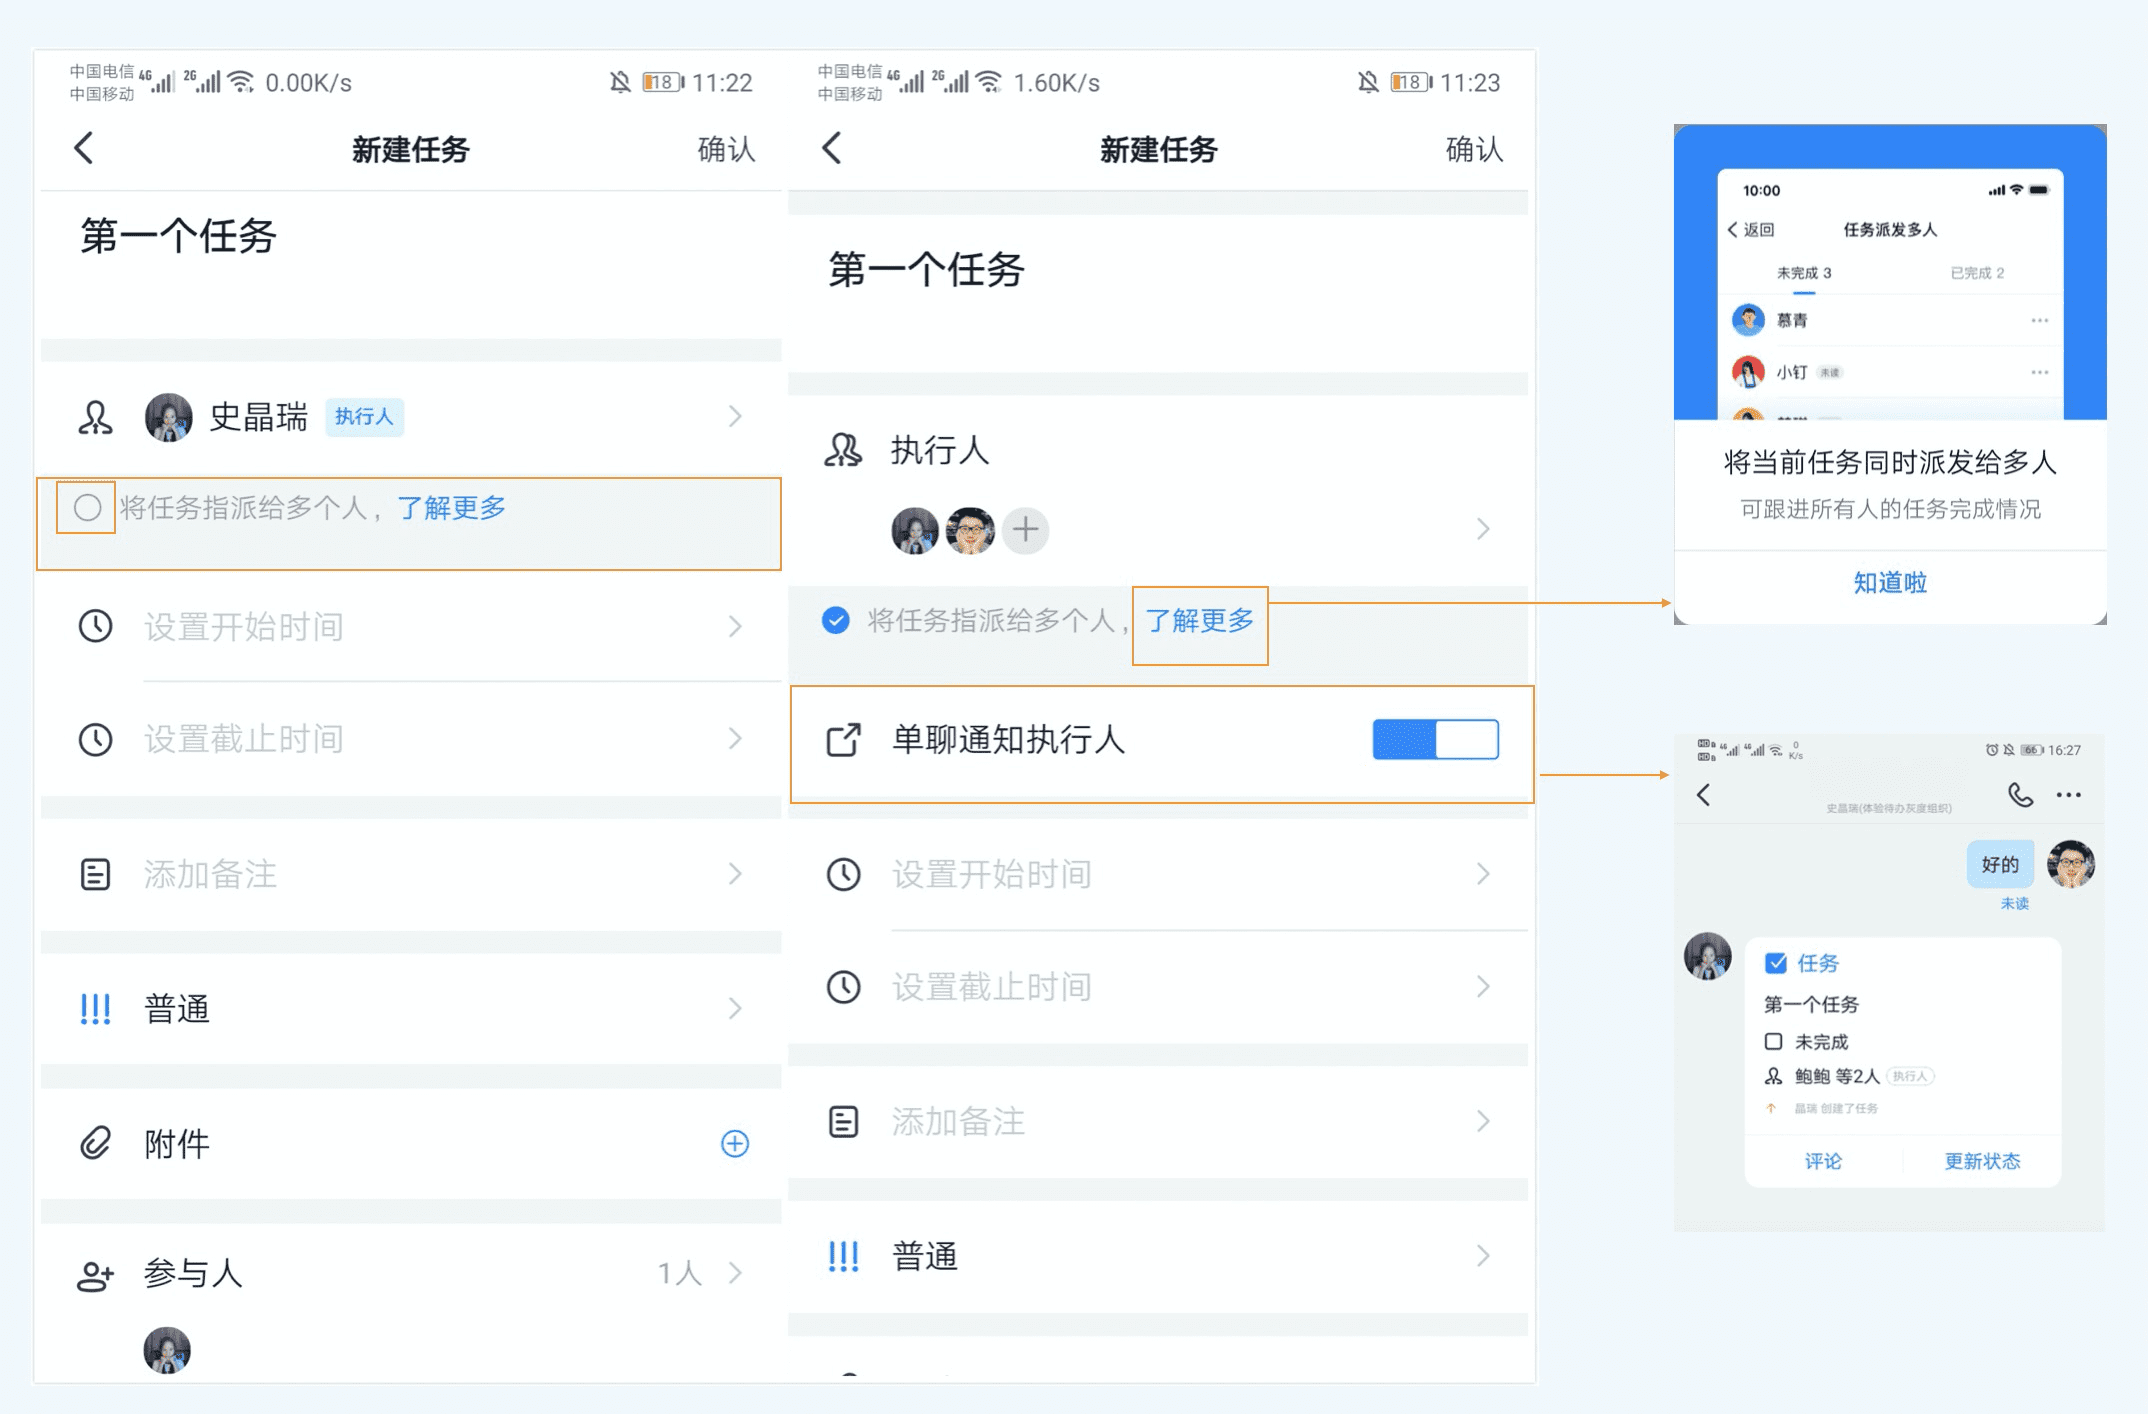 中国电信
中国移动
4G 2G 0.00K/s 18 11:22
新建任务 确认
第一个任务
史晶瑞 执行人
将任务指派给多个人，了解更多
设置开始时间
设置截止时间
添加备注
普通
附件
参与人 1人
中国电信
中国移动
4G 2G 1.60K/s 18 11:23
新建任务 确认
第一个任务
执行人
将任务指派给多个人，了解更多
单聊通知执行人
设置开始时间
设置截止时间
添加备注
普通
10:00
返回 任务派发多人
未完成 3 已完成 2
慕青
小钉 未读
将当前任务同时派发给多人
可跟进所有人的任务完成情况
知道啦
HD B 4G 4G 0 K/s 66 16:27
HD B
史晶瑞(体验待办灰度组织)
好的
未读
任务
第一个任务
未完成
鲍鲍 等2人 执行人
晶瑞 创建了任务
评论 更新状态